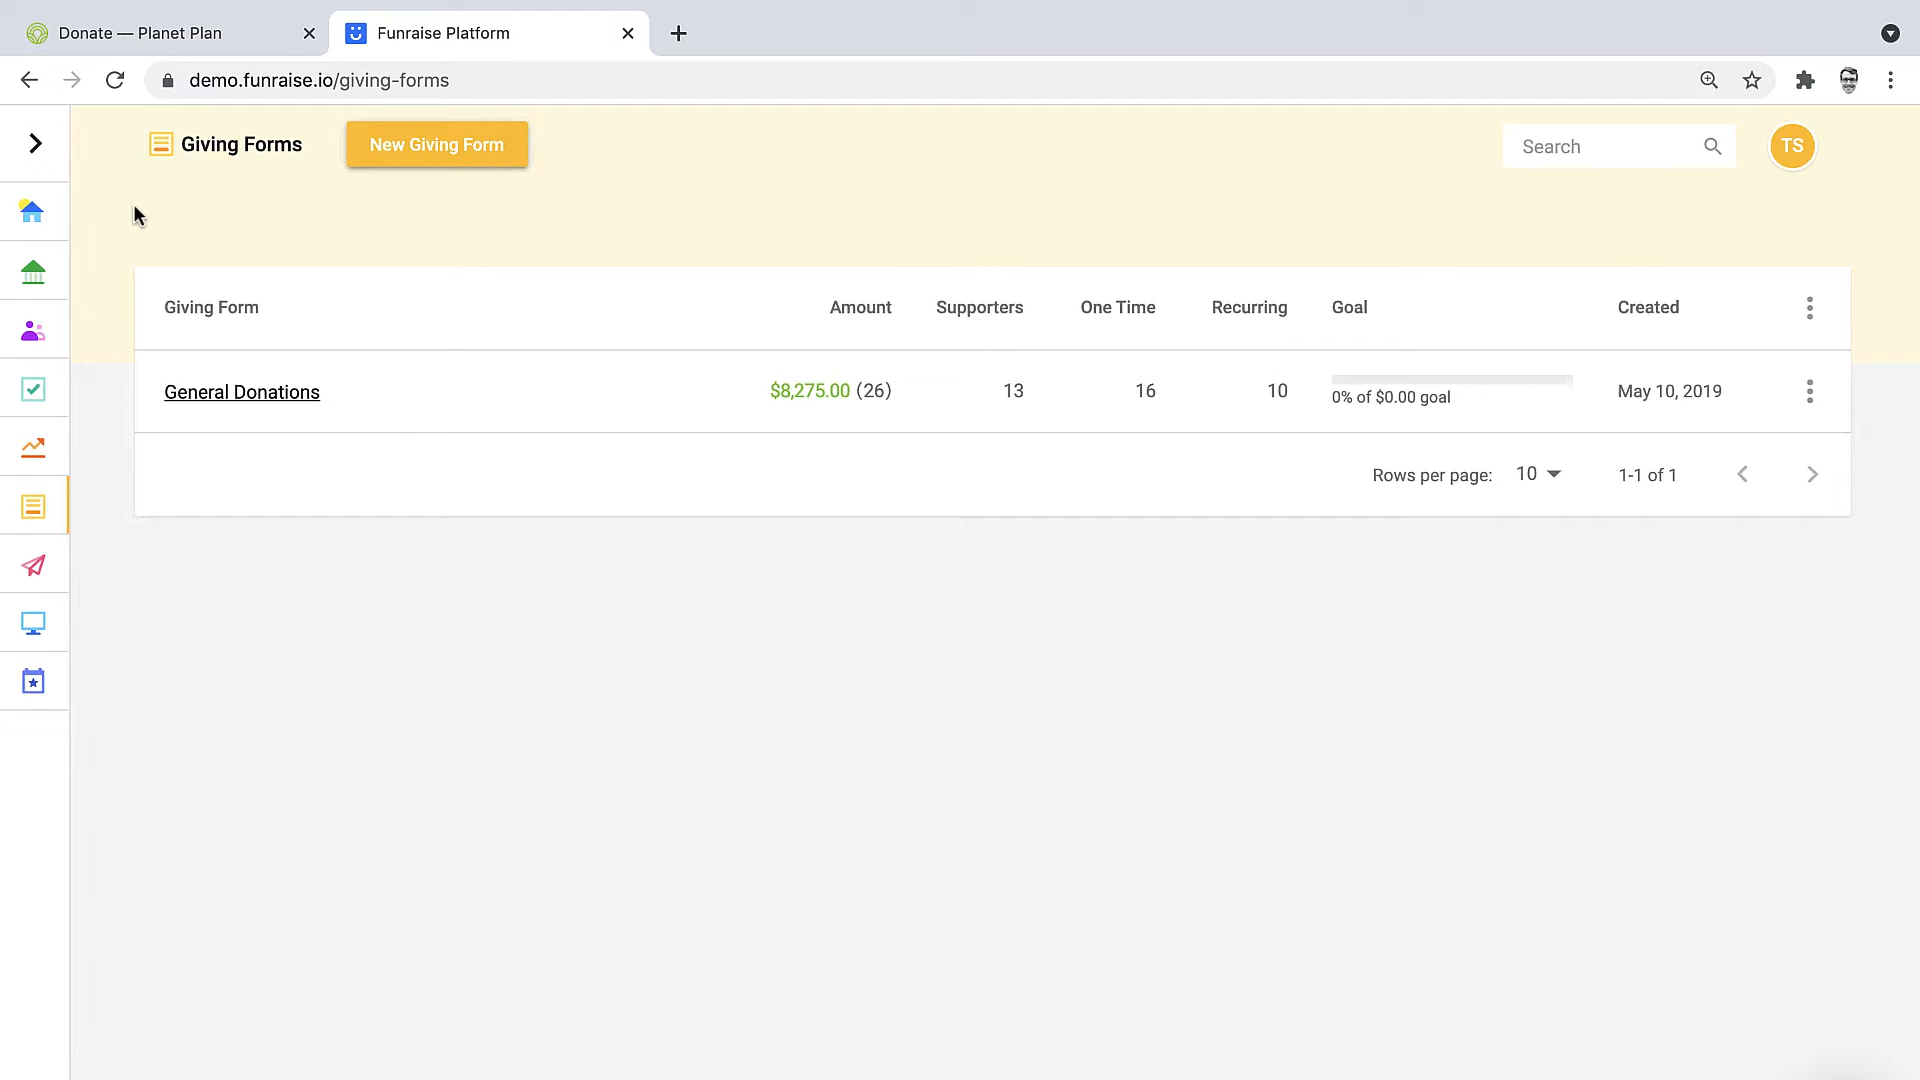 Donate — Planet Plan
Funraise Platform
demo.funraise.io/giving-forms
Giving Forms
New Giving Form
Search
TS
Giving Form Amount Supporters One Time Recurring Goal Created
General Donations $8,275.00 (26) 13 16 10 0% of $0.00 goal May 10, 2019
Rows per page: 10 1-1 of 1